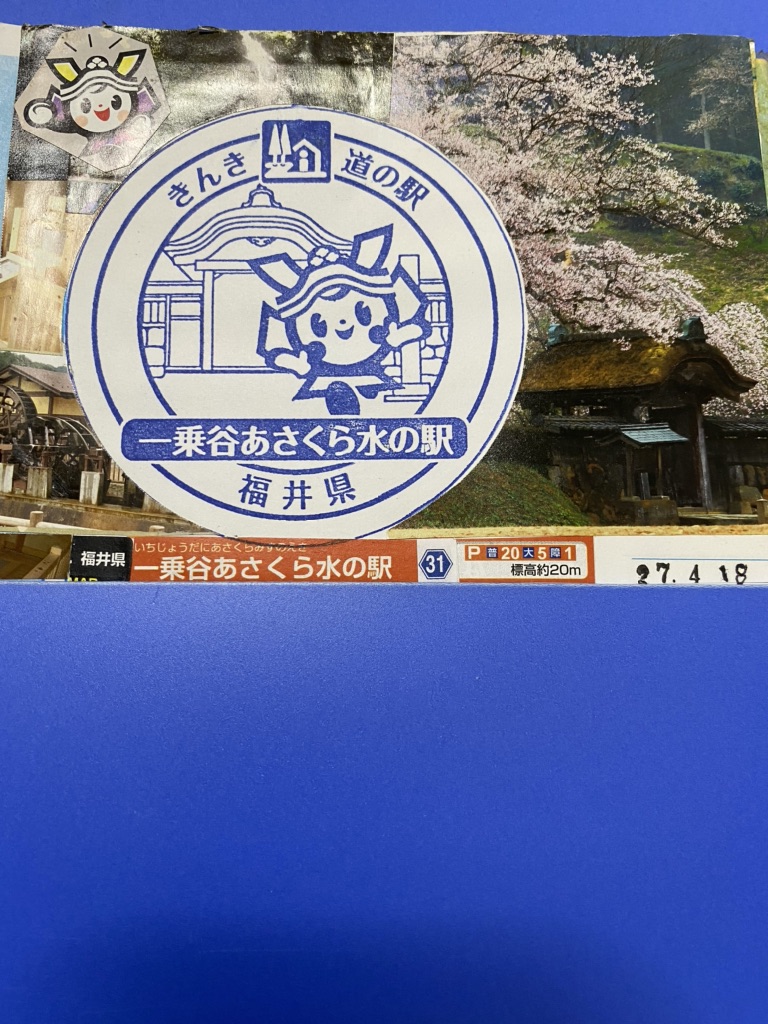 きんき 道の駅
一乗谷あさくら水の駅
福井県
いちじょうだにあさくらみずのえき
福井県 一乗谷あさくら水の駅 31 P 普20大5障1
標高約20m
27.4.18